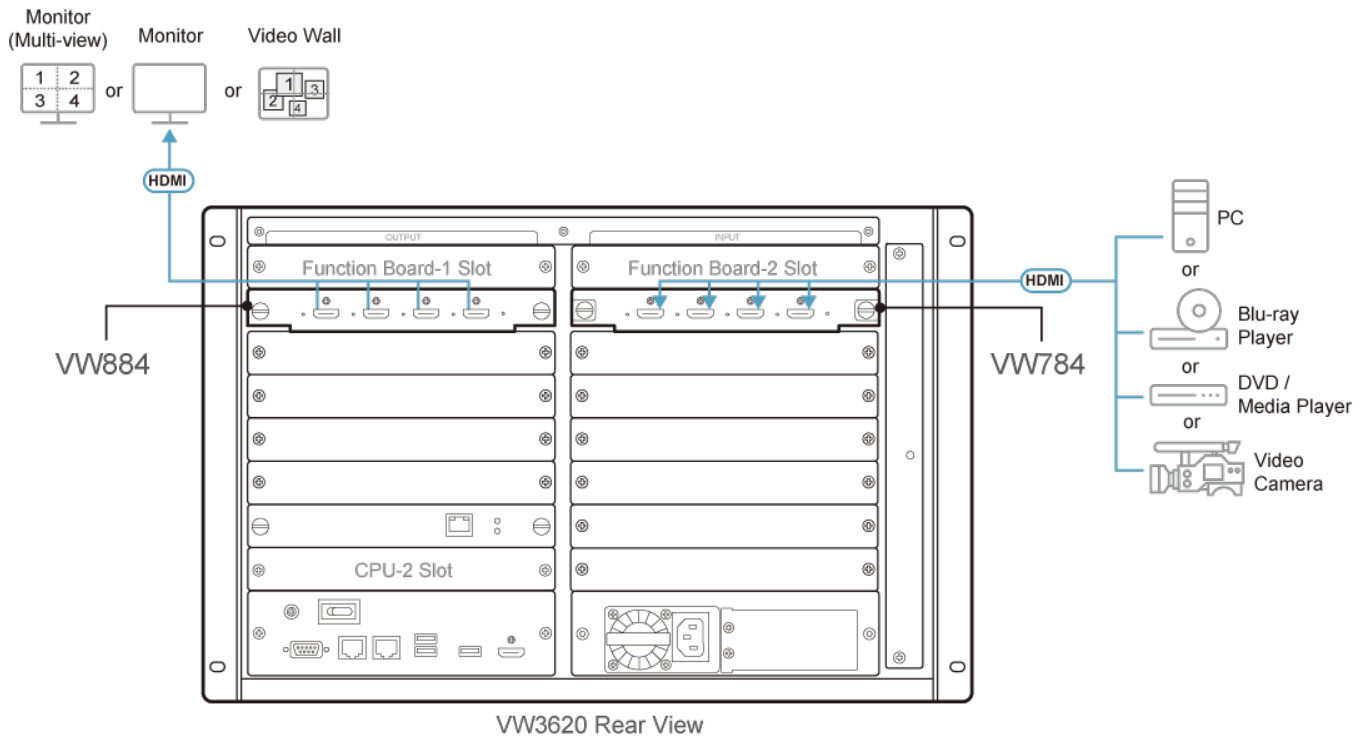 Monitor
(Multi-view)
Monitor
Video Wall
1 2
3 4
or
or
1
2
3
4
HDMI
OUTPUT
INPUT
Function Board-1 Slot
Function Board-2 Slot
HDMI
VW884
VW784
PC
or
Blu-ray
Player
or
DVD /
Media Player
or
Video
Camera
CPU-2 Slot
VW3620 Rear View